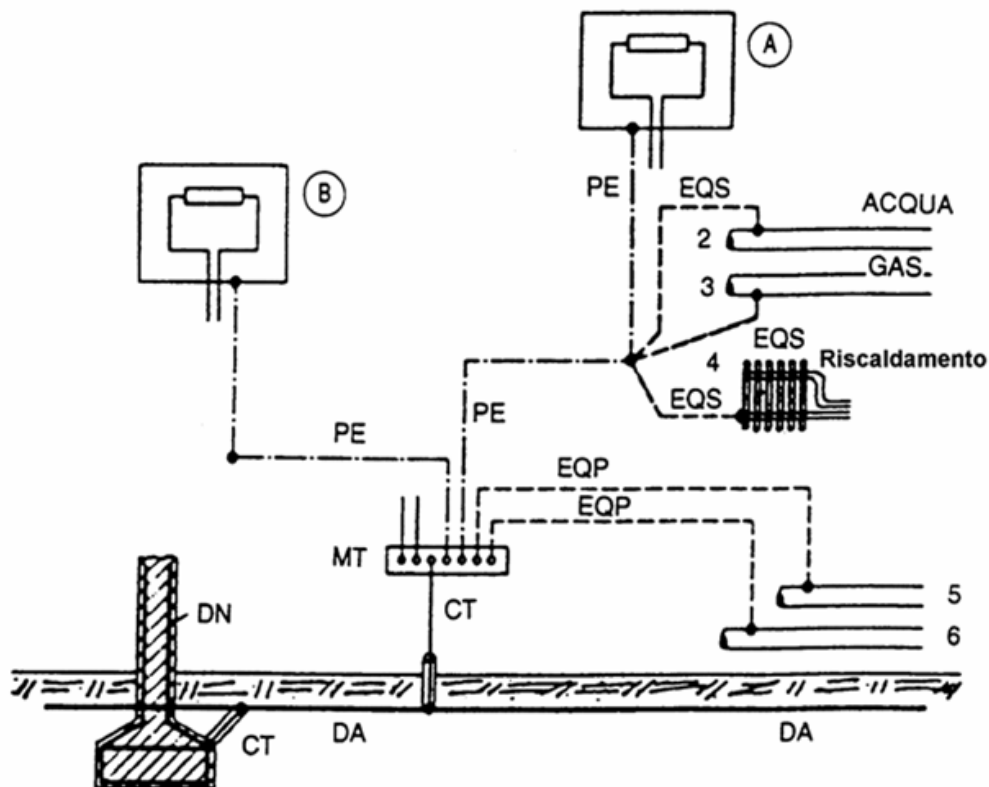 A
B
PE
EQS
ACQUA
2
GAS
3
EQS
4
Riscaldamento
EQS
PE
PE
EQP
EQP
MT
CT
5
DN
6
CT
DA
DA